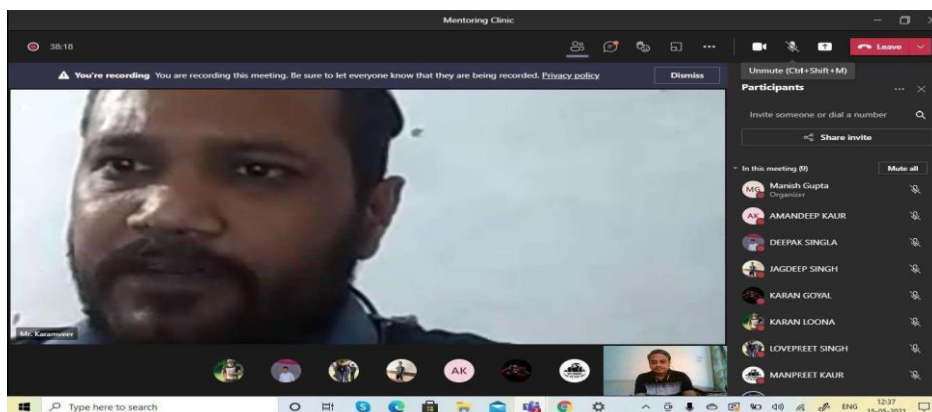 Mentoring Clinic
38:18
Leave
You're recording You are recording this meeting. Be sure to let everyone know that they are being recorded. Privacy policy
Dismiss
Unmute (Ctrl+Shift+M)
Participants
Invite someone or dial a number
Share invite
In this meeting (9)
Mute all
MG
Manish Gupta
Organizer
AK
AMANDEEP KAUR
DEEPAK SINGLA
JAGDEEP SINGH
KARAN GOYAL
KARAN LOONA
LOVEPREET SINGH
MANPREET KAUR
Mr. Karamveer
AK
Type here to search
ENG
12:37
15-05-2021